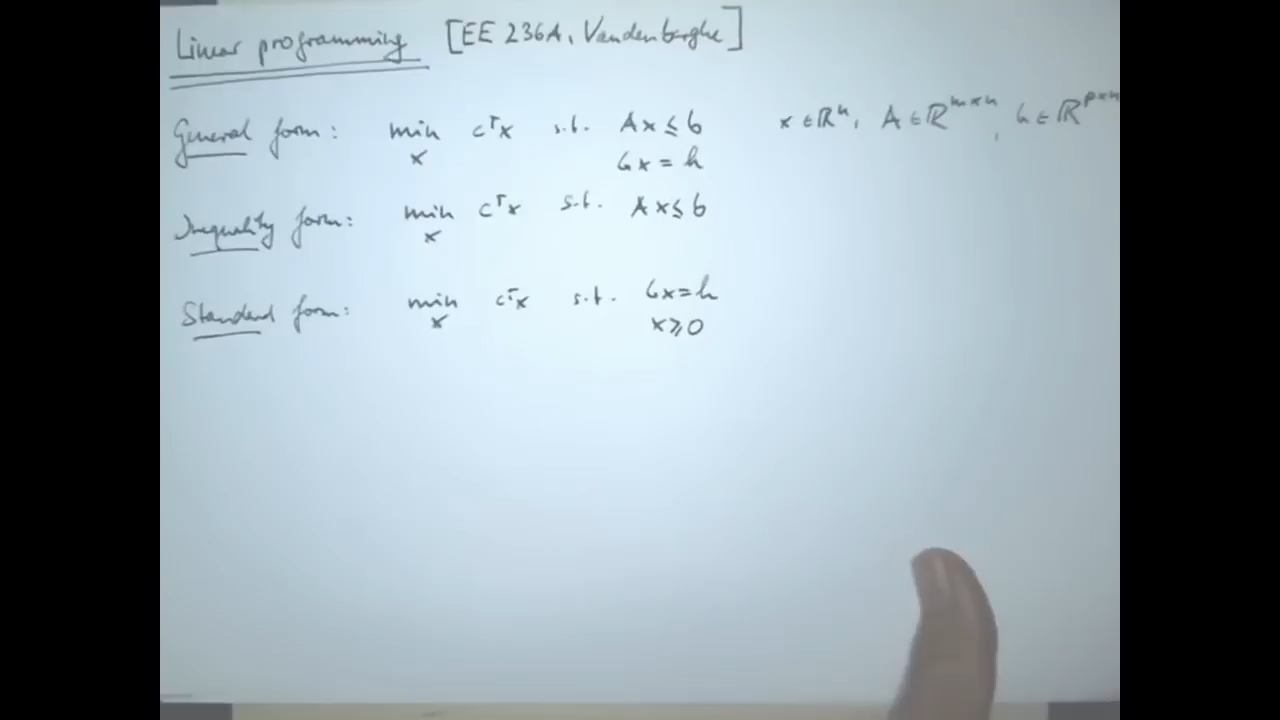 Linear programming [EE 236A, Vandenberghe]
General form: min c^T x s.t. Ax ≤ b x ∈ ℝ^n, A ∈ ℝ^{m×n}, G ∈ ℝ^{p×n}
x Gx = h
Inequality form: min c^T x s.t. Ax ≤ b
x
Standard form: min c^T x s.t. Gx = h
x x ≥ 0